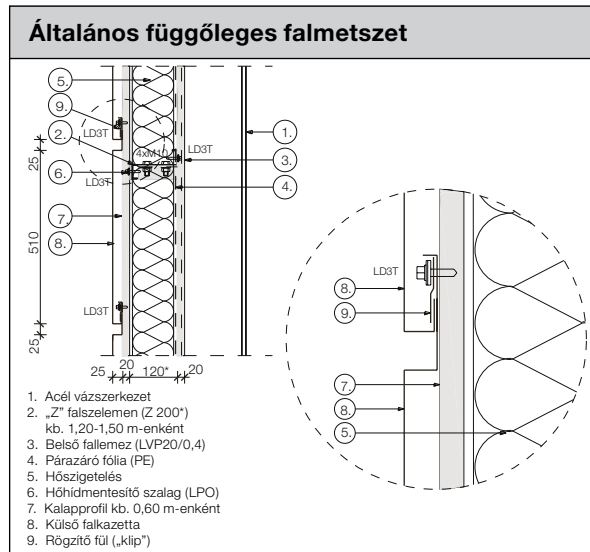 Általános függőleges falmetszet
5.
9.
2.
6.
7.
8.
1.
3.
4.
LD3T
4xM10
LD3T
LD3T
LD3T
25
510
25
25
20
120*
20
LD3T
8.
9.
7.
8.
5.
1. Acél vázszerkezet
2. „Z” falszelemen (Z 200*)
kb. 1,20-1,50 m-enként
3. Belső fallemez (LVP20/0,4)
4. Párazáró fólia (PE)
5. Hőszigetelés
6. Hőhídmentesítő szalag (LPO)
7. Kalapprofil kb. 0,60 m-enként
8. Külső falkazetta
9. Rögzítő fül („klip”)